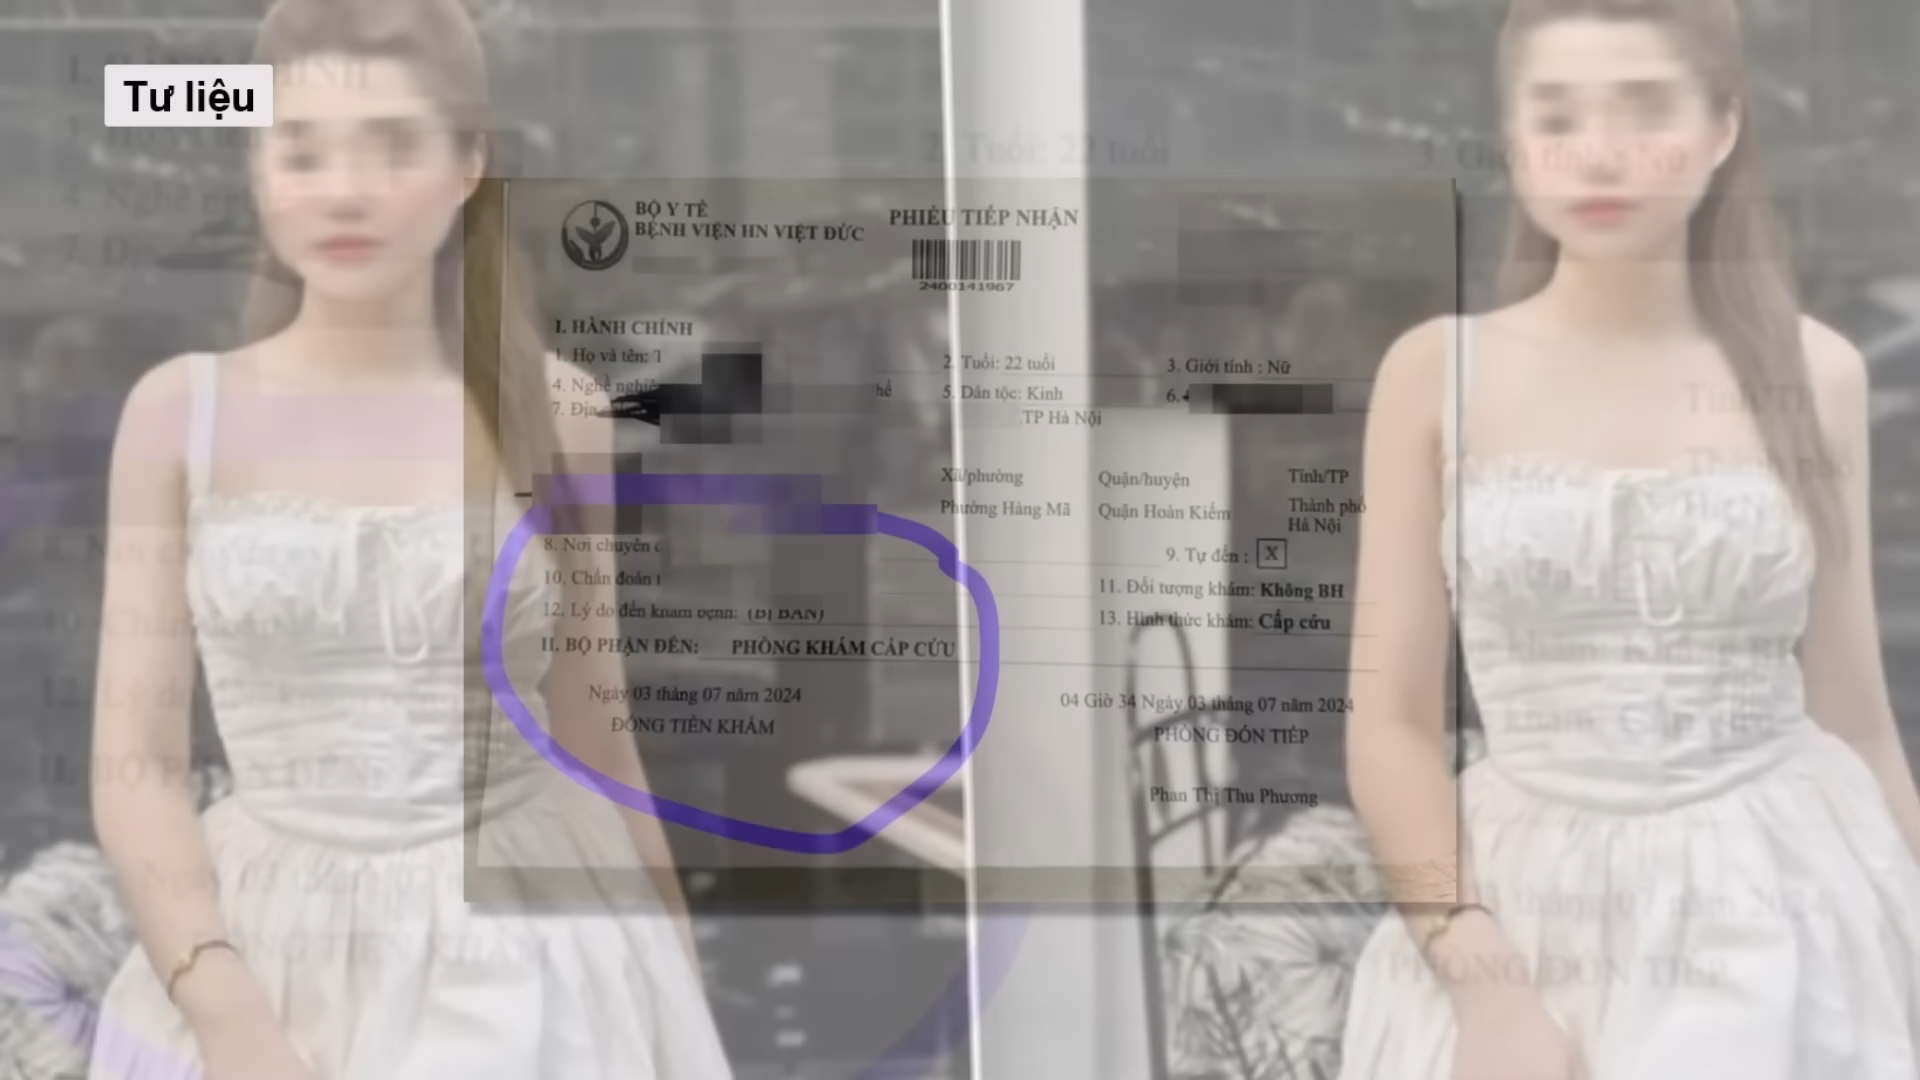 Tư liệu
BỘ Y TẾ
BỆNH VIỆN HN VIỆT ĐỨC
PHIẾU TIẾP NHẬN
2400141967
I. HÀNH CHÍNH
1. Họ và tên: T
2. Tuổi: 22 tuổi
3. Giới tính : Nữ
4. Nghề nghiệ
5. Dân tộc: Kinh
6.
7. Địa
TP Hà Nội
Xã/phường Quận/huyện Tỉnh/TP
Phường Hàng Mã Quận Hoàn Kiếm Thành phố
Hà Nội
8. Nơi chuyển
9. Tự đến : X
10. Chẩn đoán
11. Đối tượng khám: Không BH
12. Lý do đến khám bệnh: (BỊ BẮN)
13. Hình thức khám: Cấp cứu
II. BỘ PHẬN ĐẾN: PHÒNG KHÁM CẤP CỨU
Ngày 03 tháng 07 năm 2024
04 Giờ 34 Ngày 03 tháng 07 năm 2024
ĐÓNG TIỀN KHÁM
PHÒNG ĐÓN TIẾP
Phan Thị Thu Phương